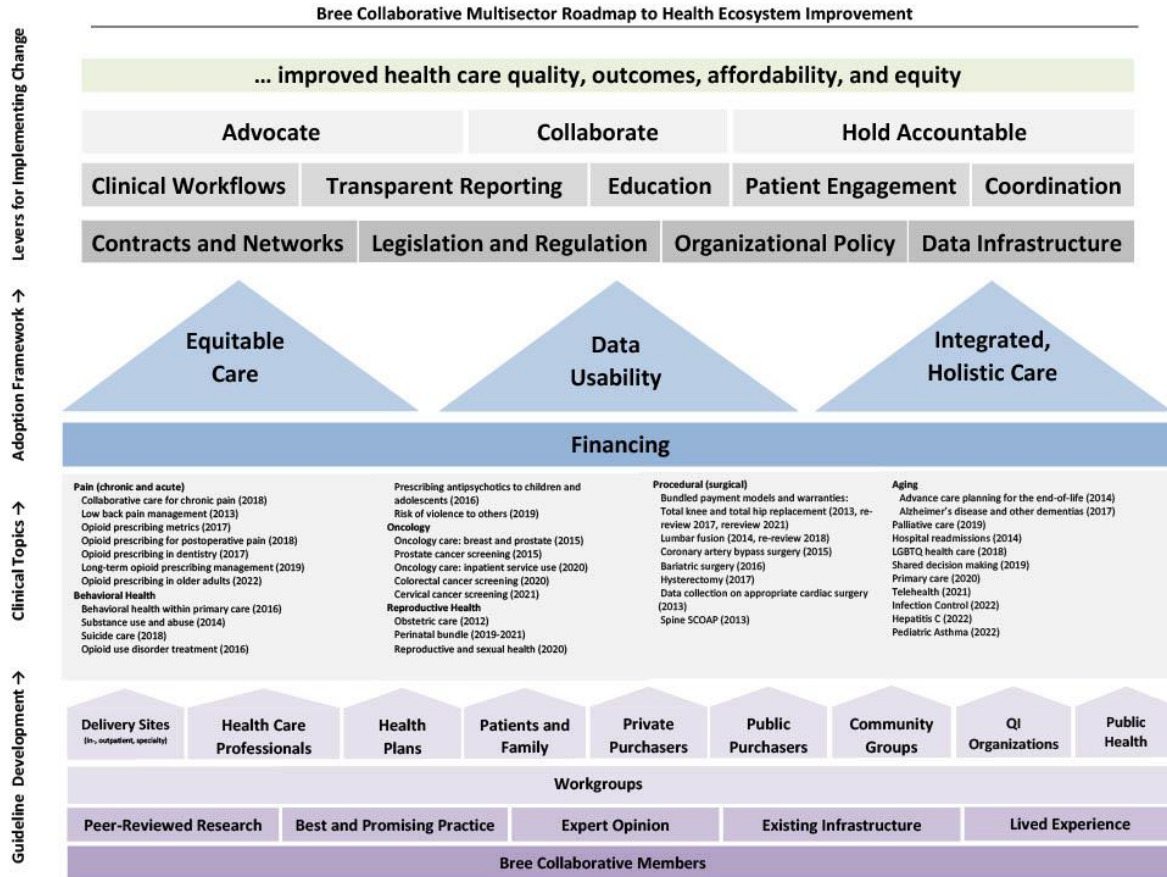 Bree Collaborative Multisector Roadmap to Health Ecosystem Improvement
Levers for Implementing Change
… improved health care quality, outcomes, affordability, and equity
Advocate
Collaborate
Hold Accountable
Clinical Workflows
Transparent Reporting
Education
Patient Engagement
Coordination
Contracts and Networks
Legislation and Regulation
Organizational Policy
Data Infrastructure
Adoption Framework →
Equitable
Care
Data
Usability
Integrated,
Holistic Care
Financing
Clinical Topics →
Pain (chronic and acute)
Collaborative care for chronic pain (2018)
Low back pain management (2013)
Opioid prescribing metrics (2017)
Opioid prescribing for postoperative pain (2018)
Opioid prescribing in dentistry (2017)
Long-term opioid prescribing management (2019)
Opioid prescribing in older adults (2022)
Behavioral Health
Behavioral health within primary care (2016)
Substance use and abuse (2014)
Suicide care (2018)
Opioid use disorder treatment (2016)
Prescribing antipsychotics to children and
adolescents (2016)
Risk of violence to others (2019)
Oncology
Oncology care: breast and prostate (2015)
Prostate cancer screening (2015)
Oncology care: inpatient service use (2020)
Colorectal cancer screening (2020)
Cervical cancer screening (2021)
Reproductive Health
Obstetric care (2012)
Perinatal bundle (2019-2021)
Reproductive and sexual health (2020)
Procedural (surgical)
Bundled payment models and warranties:
Total knee and total hip replacement (2013, re-
review 2017, rereview 2021)
Lumbar fusion (2014, re-review 2018)
Coronary artery bypass surgery (2015)
Bariatric surgery (2016)
Hysterectomy (2017)
Data collection on appropriate cardiac surgery
(2013)
Spine SCOAP (2013)
Aging
Advance care planning for the end-of-life (2014)
Alzheimer's disease and other dementias (2017)
Palliative care (2019)
Hospital readmissions (2014)
LGBTQ health care (2018)
Shared decision making (2019)
Primary care (2020)
Telehealth (2021)
Infection Control (2022)
Hepatitis C (2022)
Pediatric Asthma (2022)
Guideline Development →
Delivery Sites
(in-, outpatient, specialty)
Health Care
Professionals
Health
Plans
Patients and
Family
Private
Purchasers
Public
Purchasers
Community
Groups
QI
Organizations
Public
Health
Workgroups
Peer-Reviewed Research
Best and Promising Practice
Expert Opinion
Existing Infrastructure
Lived Experience
Bree Collaborative Members